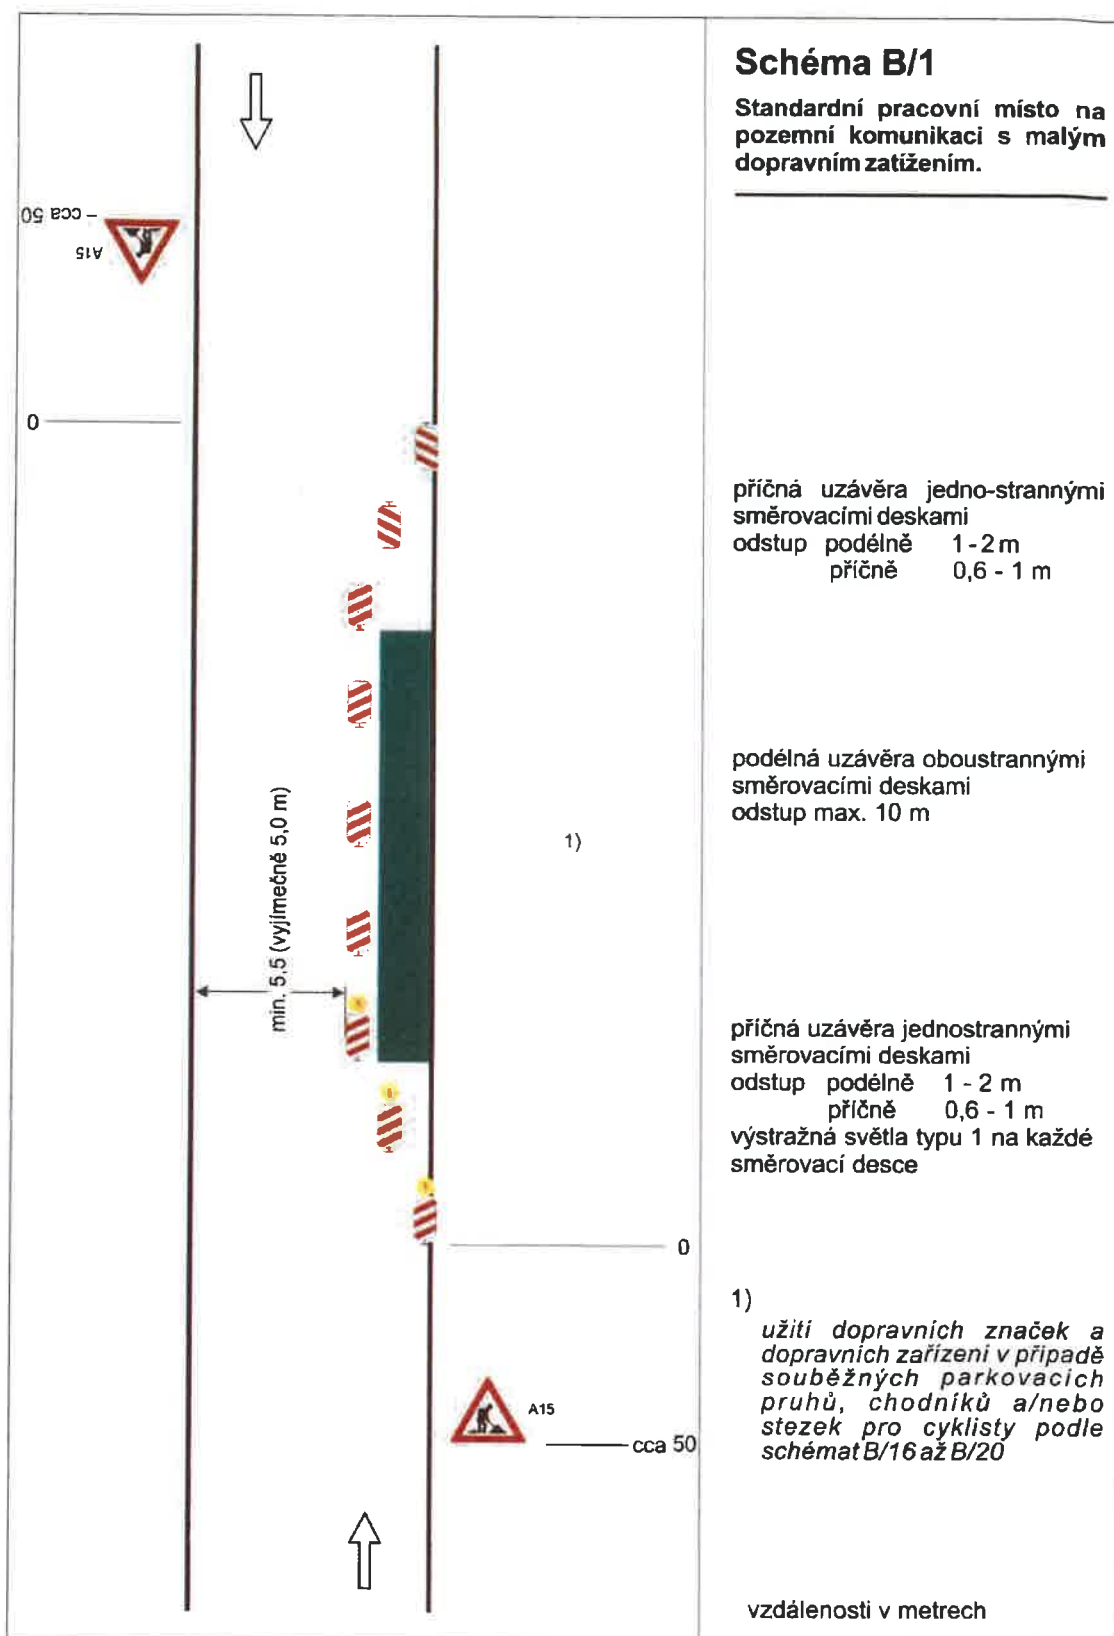 Schéma B/1
Standardní pracovní místo na
pozemní komunikaci s malým
dopravním zatížením.
cca 50
A15
0
příčná uzávěra jedno-strannými
směrovacími deskami
odstup podélně 1-2 m
příčně 0,6 - 1 m
podélná uzávěra oboustrannými
směrovacími deskami
odstup max. 10 m
1)
min. 5,5 (vyjímečně 5,0 m)
příčná uzávěra jednostrannými
směrovacími deskami
odstup podélně 1 - 2 m
příčně 0,6 - 1 m
výstražná světla typu 1 na každé
směrovací desce
0
1)
užití dopravních značek a
dopravních zařízeni v případě
souběžných parkovacich
pruhů, chodníků a/nebo
stezek pro cyklisty podle
schémat B/16 až B/20
A15
cca 50
vzdálenosti v metrech